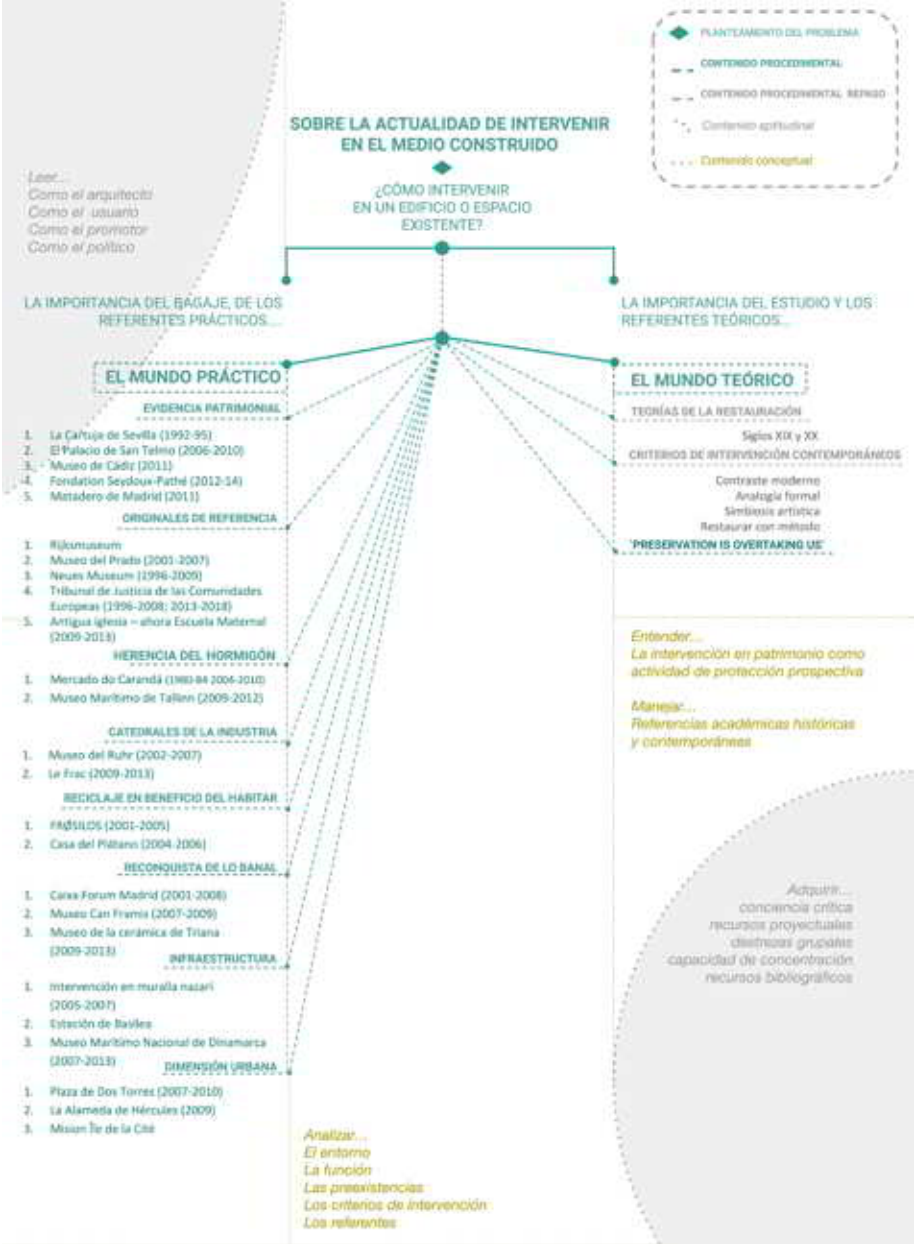 PLANTEAMIENTO DEL PROBLEMA
CONTENIDO PROCEDIMENTAL
CONTENIDO PROCEDIMENTAL REPASO
Contenido aptitudinal
Contenido conceptual
SOBRE LA ACTUALIDAD DE INTERVENIR
EN EL MEDIO CONSTRUIDO
¿CÓMO INTERVENIR
EN UN EDIFICIO O ESPACIO
EXISTENTE?
Leer...
Como el arquitecto
Como el usuario
Como el promotor
Como el político
LA IMPORTANCIA DEL BAGAJE, DE LOS
REFERENTES PRÁCTICOS...
EL MUNDO PRÁCTICO
EVIDENCIA PATRIMONIAL
1. La Cartuja de Sevilla (1992-95)
2. El Palacio de San Telmo (2006-2010)
3. Museo de Cádiz (2011)
4. Fondation Seydoux-Pathé (2012-14)
5. Matadero de Madrid (2011)
ORIGINALES DE REFERENCIA
1. Rijksmuseum
2. Museo del Prado (2001-2007)
3. Neues Museum (1996-2009)
4. Tribunal de Justicia de las Comunidades
Europeas (1996-2008; 2013-2018)
5. Antigua iglesia – ahora Escuela Maternal
(2009-2013)
HERENCIA DEL HORMIGÓN
1. Mercado do Carandá (1980-84 2004-2010)
2. Museo Marítimo de Tallinn (2009-2012)
CATEDRALES DE LA INDUSTRIA
1. Museo del Ruhr (2002-2007)
2. Le Frac (2009-2013)
RECICLAJE EN BENEFICIO DEL HABITAR
1. FRØSILOS (2001-2005)
2. Casa del Plátano (2004-2006)
RECONQUISTA DE LO BANAL
1. Caixa Forum Madrid (2001-2008)
2. Museo Can Framis (2007-2009)
3. Museo de la cerámica de Triana
(2009-2013)
INFRAESTRUCTURA
1. Intervención en muralla nazarí
(2005-2007)
2. Estación de Basilea
3. Museo Marítimo Nacional de Dinamarca
(2007-2013)
DIMENSIÓN URBANA
1. Plaza de Dos Torres (2007-2010)
2. La Alameda de Hércules (2009)
3. Mision Île de la Cité
LA IMPORTANCIA DEL ESTUDIO Y LOS
REFERENTES TEÓRICOS...
EL MUNDO TEÓRICO
TEORÍAS DE LA RESTAURACIÓN
Siglos XIX y XX
CRITERIOS DE INTERVENCIÓN CONTEMPORÁNEOS
Contraste moderno
Analogía formal
Simbiosis artística
Restaurar con método
'PRESERVATION IS OVERTAKING US'
Entender...
La intervención en patrimonio como
actividad de protección prospectiva
Manejar...
Referencias académicas históricas
y contemporáneas
Adquirir...
conciencia crítica
recursos proyectuales
destrezas grupales
capacidad de concentración
recursos bibliográficos
Analizar...
El entorno
La función
Las preexistencias
Los criterios de intervención
Los referentes